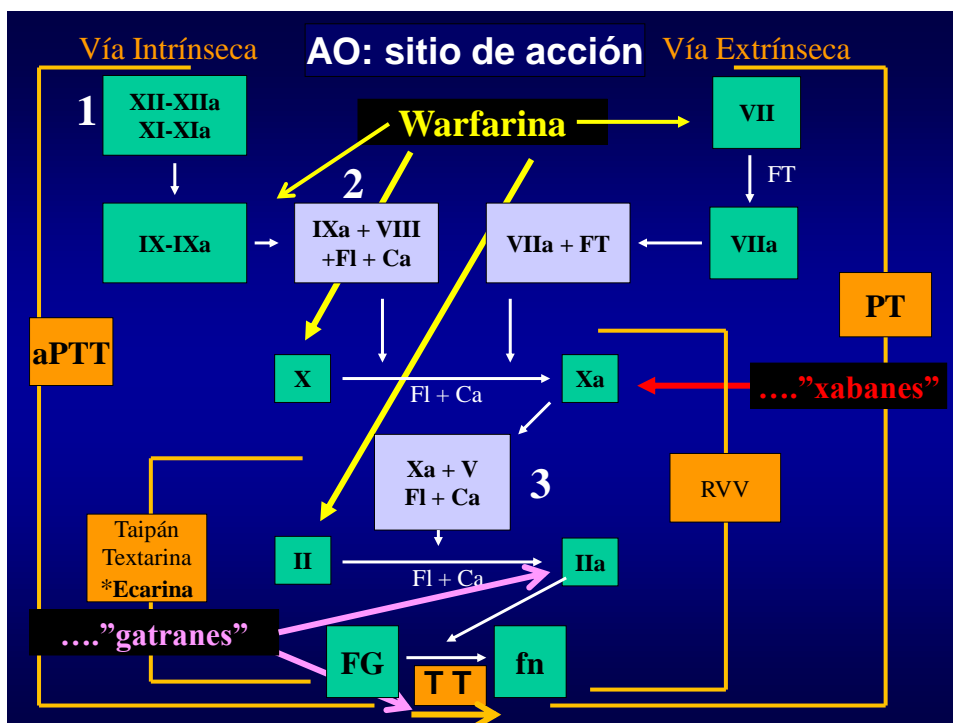 Vía Intrínseca
AO: sitio de acción
Vía Extrínseca
1
XII-XIIa
XI-XIa
Warfarina
VII
FT
2
IX-IXa
IXa + VIII
+Fl + Ca
VIIa + FT
VIIa
PT
aPTT
X
Fl + Ca
Xa
...."xabanes"
Xa + V
Fl + Ca
3
RVV
Taipán
Textarina
*Ecarina
II
Fl + Ca
IIa
...."gatranes"
FG
fn
T T